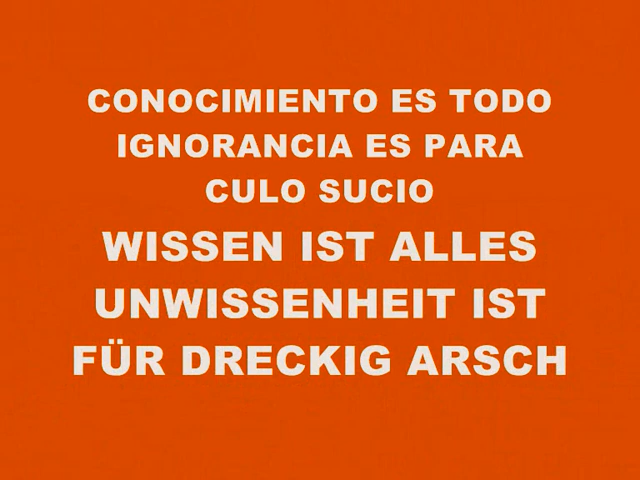 CONOCIMIENTO ES TODO
IGNORANCIA ES PARA
CULO SUCIO
WISSEN IST ALLES
UNWISSENHEIT IST
FÜR DRECKIG ARSCH